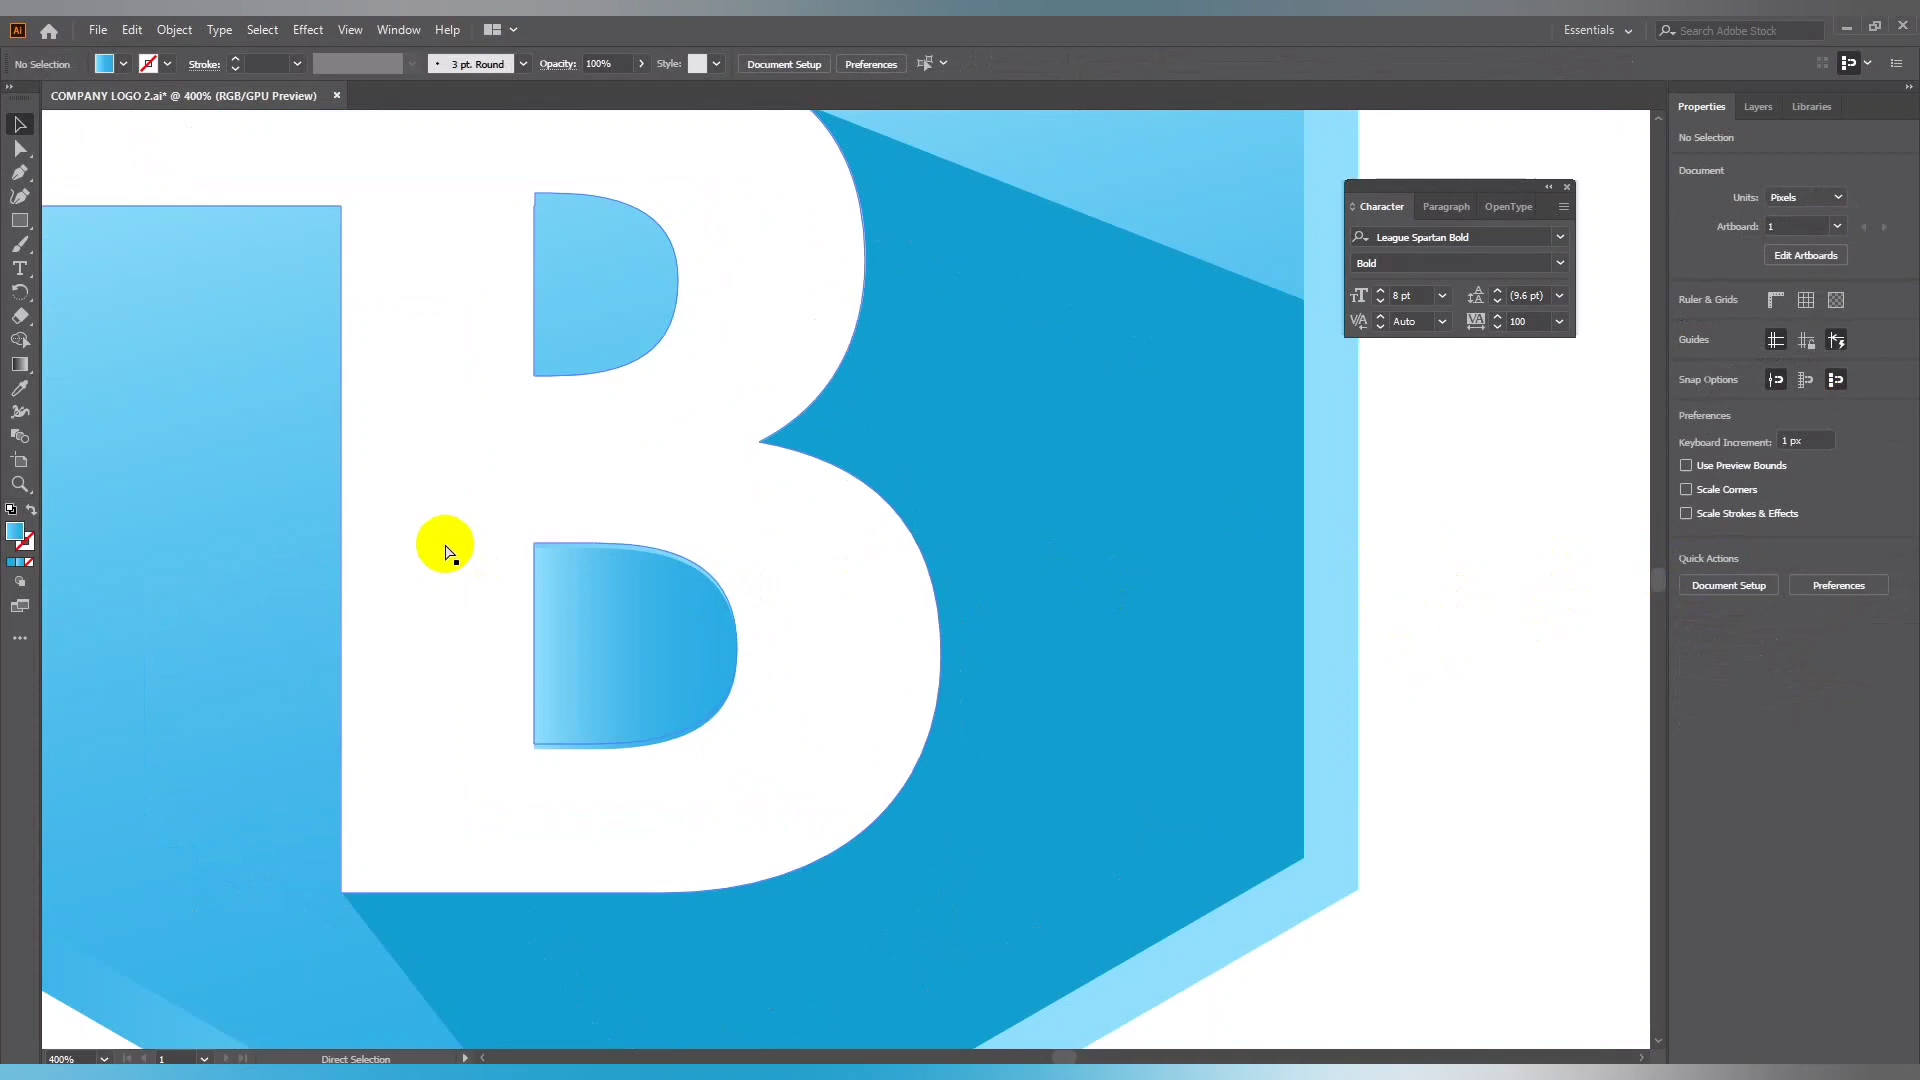 Ai File Edit Object Type Select Effect View Window Help Essentials Search Adobe Stock
No Selection Stroke: 3 pt. Round Opacity: 100% Style: Document Setup Preferences
COMPANY LOGO 2.ai* @ 400% (RGB/GPU Preview)
Properties Layers Libraries
No Selection
Document
Units: Pixels
Artboard: 1
Edit Artboards
Ruler & Grids
Guides
Snap Options
Preferences
Keyboard Increment: 1 px
Use Preview Bounds
Scale Corners
Scale Strokes & Effects
Quick Actions
Document Setup Preferences
Character Paragraph OpenType
League Spartan Bold
Bold
8 pt (9.6 pt)
Auto 100
B
400% 1 Direct Selection